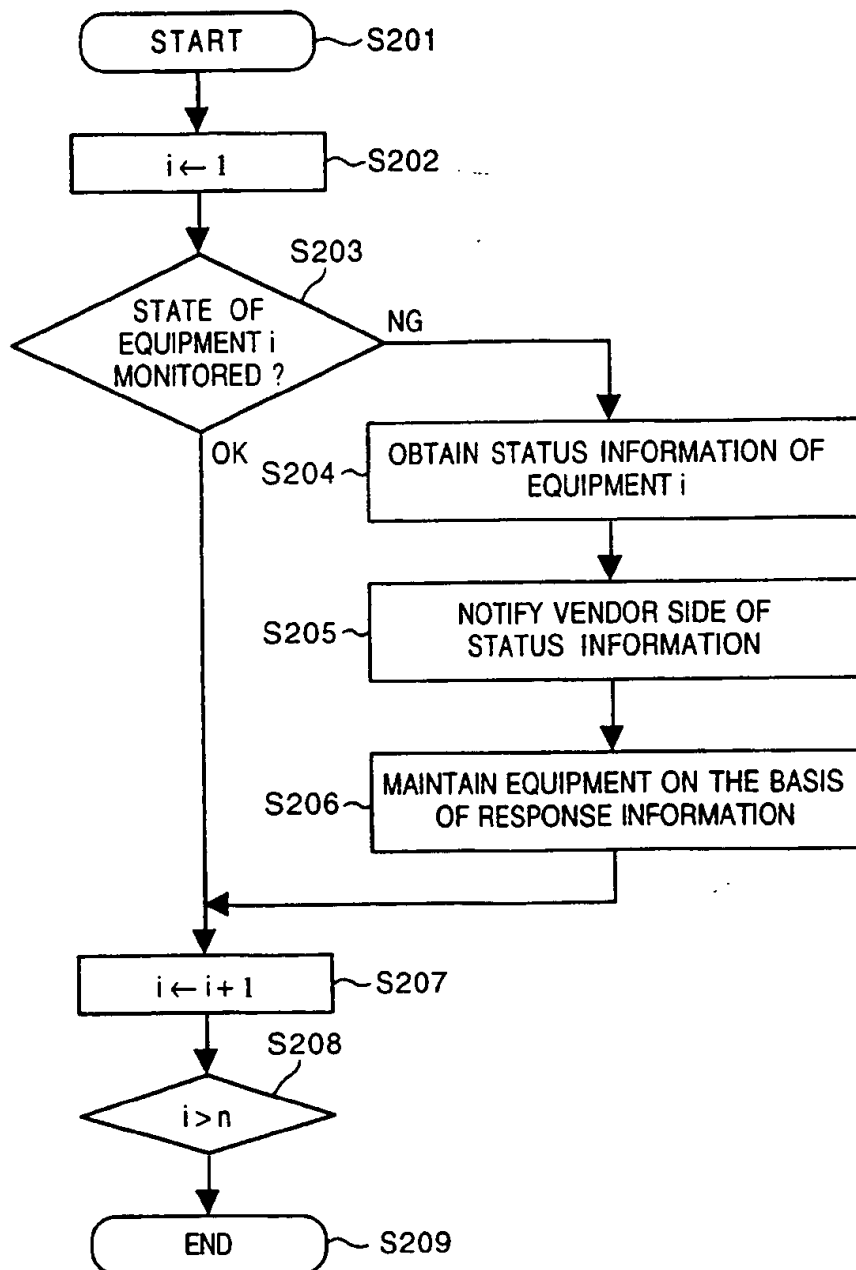 START
S201
i ← 1
S202
S203
STATE OF
EQUIPMENT i
MONITORED ?
NG
OK
S204
OBTAIN STATUS INFORMATION OF
EQUIPMENT i
S205
NOTIFY VENDOR SIDE OF
STATUS INFORMATION
S206
MAINTAIN EQUIPMENT ON THE BASIS
OF RESPONSE INFORMATION
i ← i + 1
S207
S208
i > n
END
S209